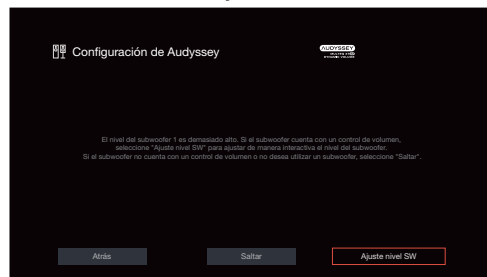 Configuración de Audyssey
AUDYSSEY
DYNAMIC VOLUME
El nivel del subwoofer 1 es demasiado alto. Si el subwoofer cuenta con un control de volumen,
seleccione "Ajuste nivel SW" para ajustar de manera interactiva el nivel del subwoofer.
Si el subwoofer no cuenta con un control de volumen o no desea utilizar un subwoofer, seleccione "Saltar".
Atrás
Saltar
Ajuste nivel SW